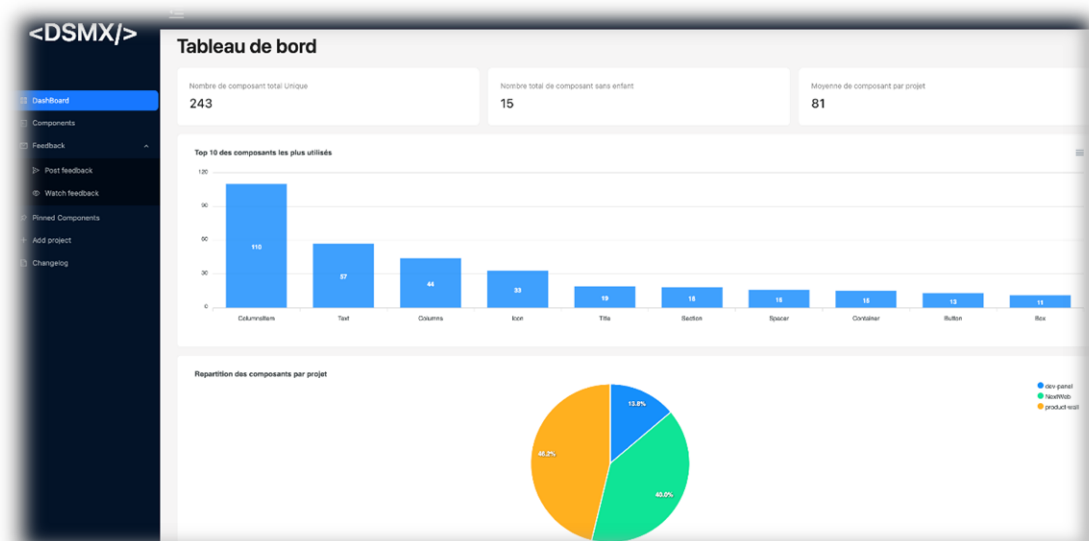 <DSMX/>
DashBoard
Components
Feedback
Post feedback
Watch feedback
Pinned Components
Add project
Changelog
Tableau de bord
Nombre de composant total Unique
243
Nombre total de composant sans enfant
15
Moyenne de composant par projet
81
Top 10 des composants les plus utilisés
120
90
60
30
0
110
57
44
33
19
18
16
15
13
11
ColumnsItem
Text
Columns
Icon
Title
Section
Spacer
Container
Button
Box
Repartition des composants par projet
13.8%
46.2%
40.0%
dev-panel
NextWeb
product-wall